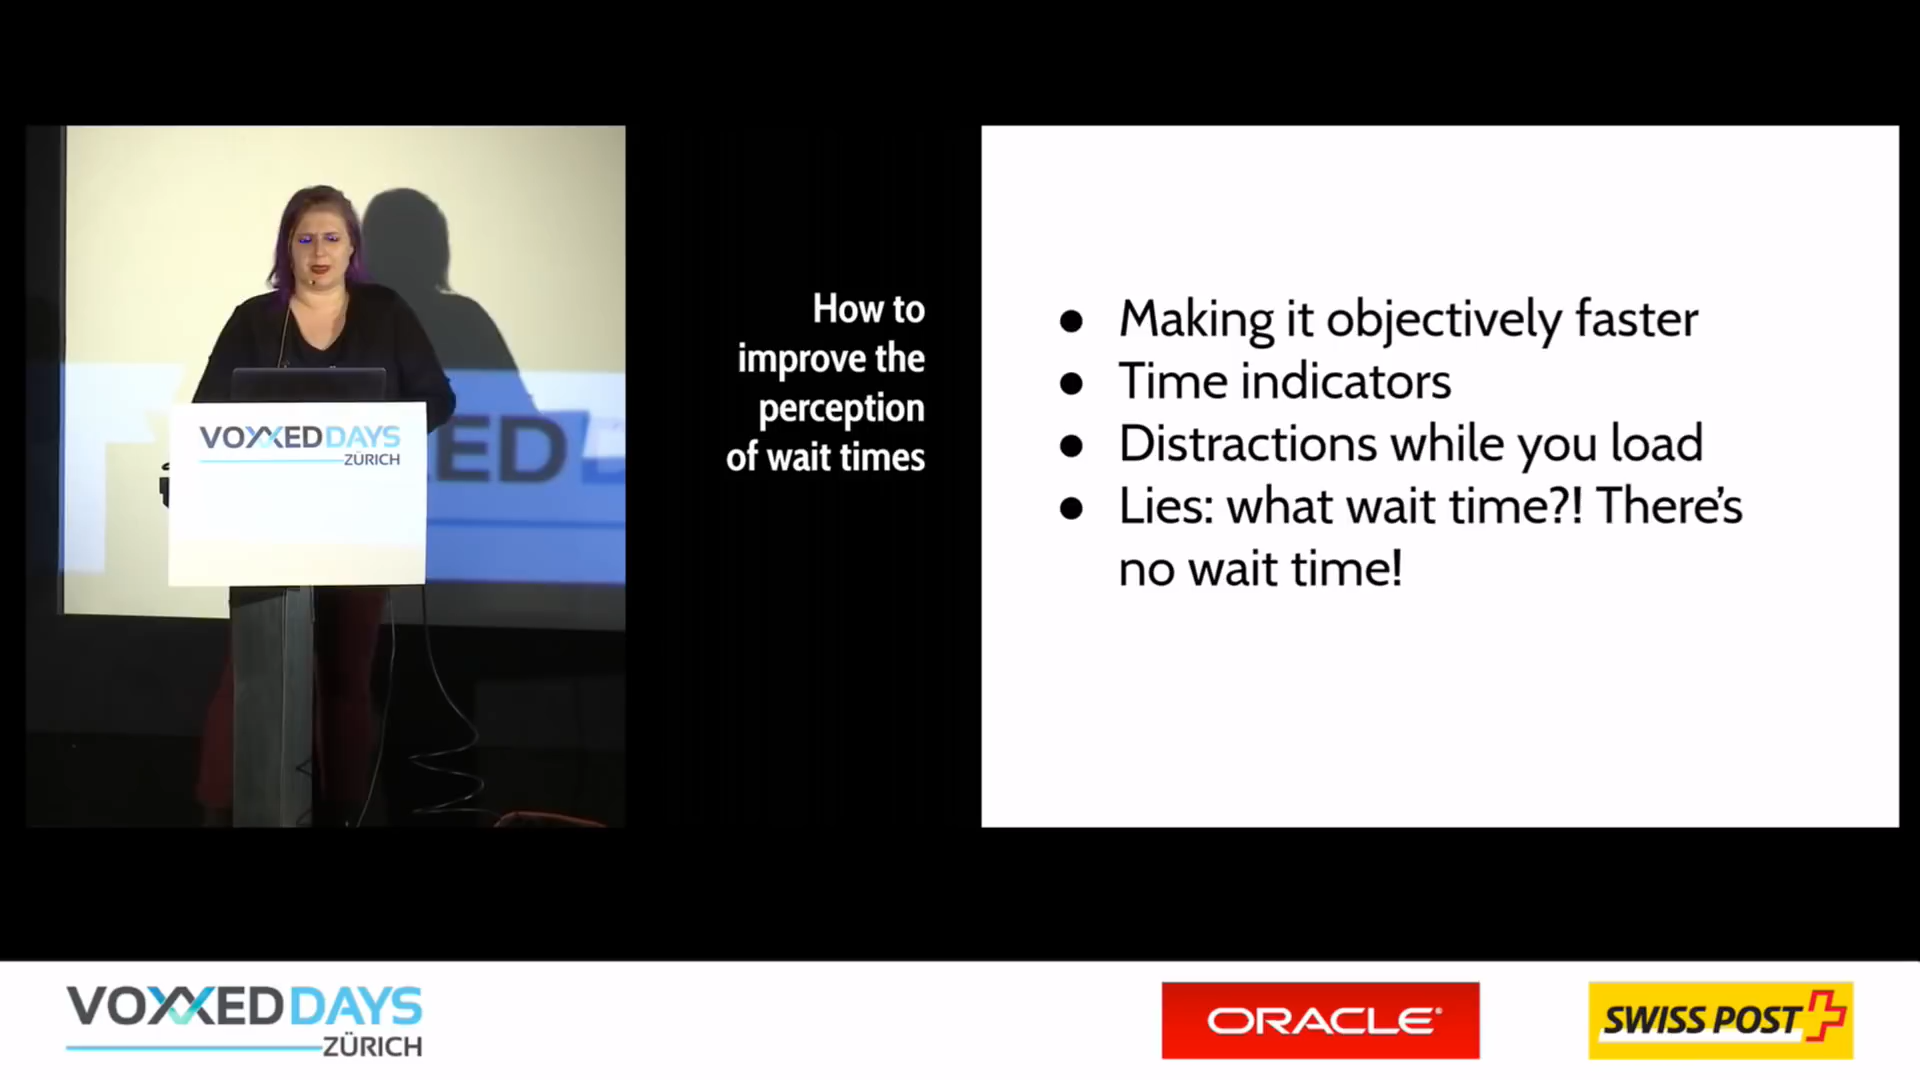 VOXXEDDAYS
ZÜRICH
XED
How to
improve the
perception
of wait times
● Making it objectively faster
● Time indicators
● Distractions while you load
● Lies: what wait time?! There's
no wait time!
VOXXEDDAYS
ZÜRICH
ORACLE®
SWISS POST